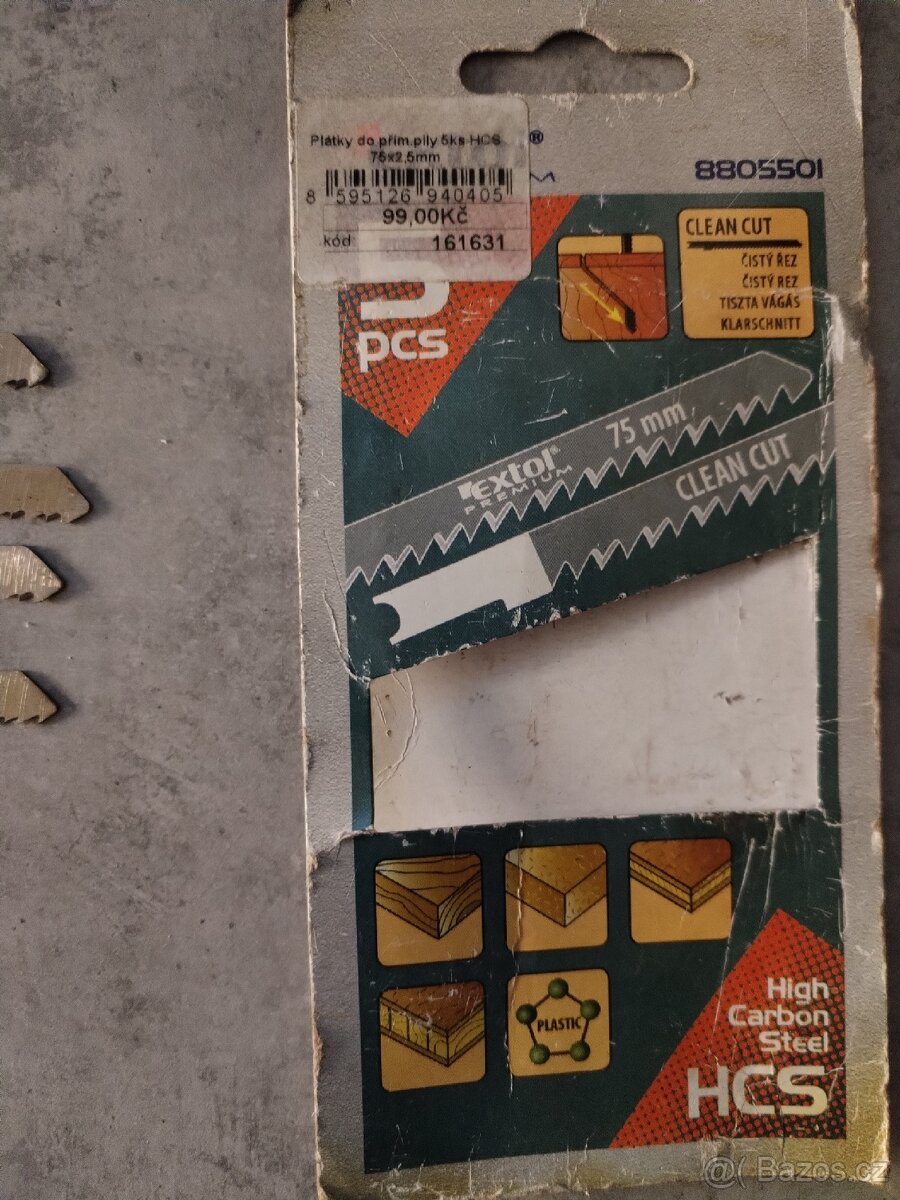 Plátky do přím.pily 5ks HCS
75x2,5mm
8 595126 940405
99,00Kč
kód 161631
®
8805501
5
pcs
CLEAN CUT
ČISTÝ ŘEZ
ČISTÝ REZ
TISZTA VÁGÁS
KLARSCHNITT
75 mm
extol®
PREMIUM
CLEAN CUT
PLASTIC
High
Carbon
Steel
HCS
@( Bazos.cz